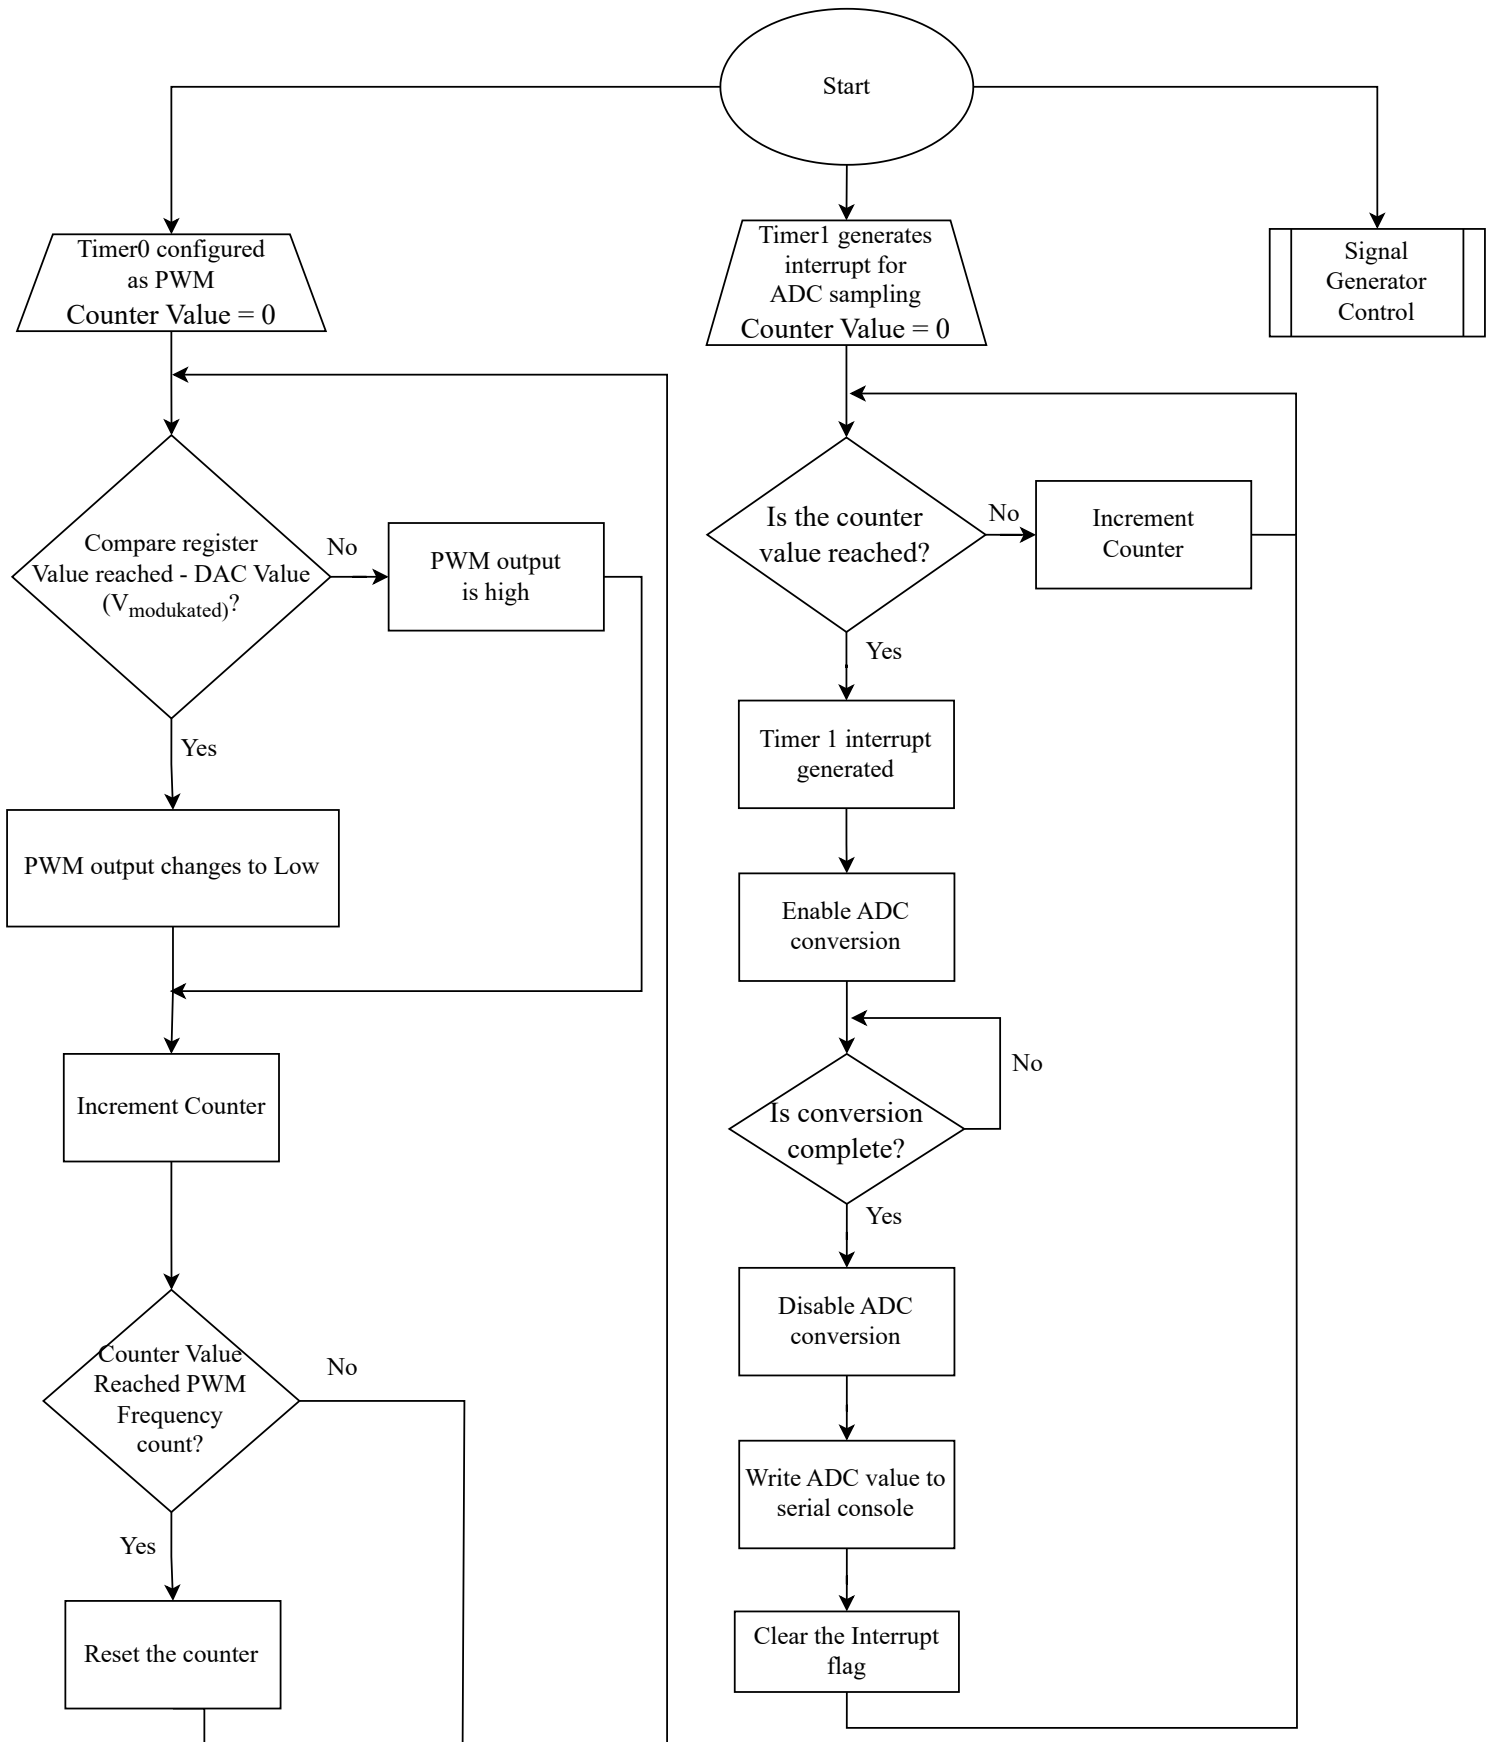 Start
Timer0 configured
as PWM
Counter Value = 0
Timer1 generates
interrupt for
ADC sampling
Counter Value = 0
Signal
Generator
Control
Compare register
Value reached - DAC Value
(Vmodukated)?
No
PWM output
is high
Yes
PWM output changes to Low
Increment Counter
Counter Value
Reached PWM
Frequency
count?
No
Yes
Reset the counter
Is the counter
value reached?
No
Increment
Counter
Yes
Timer 1 interrupt
generated
Enable ADC
conversion
Is conversion
complete?
No
Yes
Disable ADC
conversion
Write ADC value to
serial console
Clear the Interrupt
flag